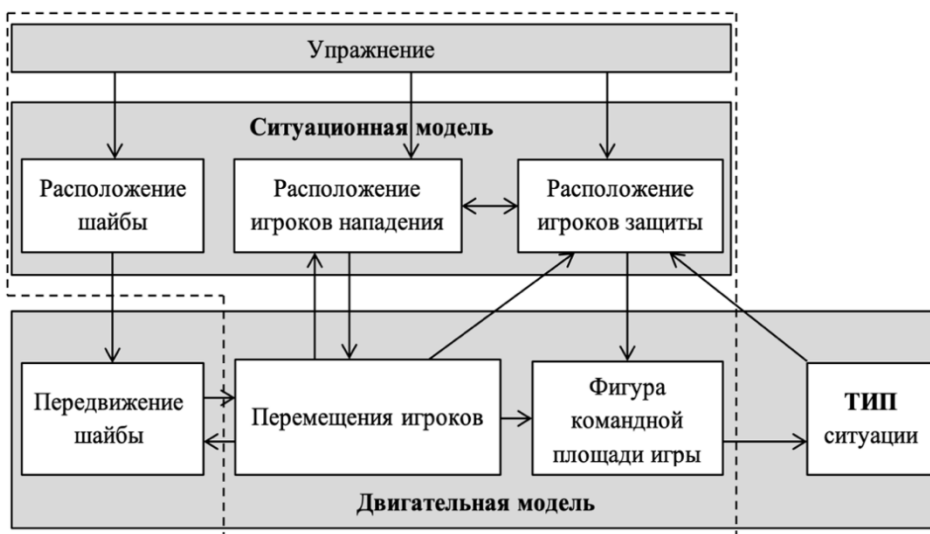 Упражнение
Ситуационная модель
Расположение
шайбы
Расположение
игроков нападения
Расположение
игроков защиты
Передвижение
шайбы
Перемещения игроков
Фигура
командной
площади игры
ТИП
ситуации
Двигательная модель